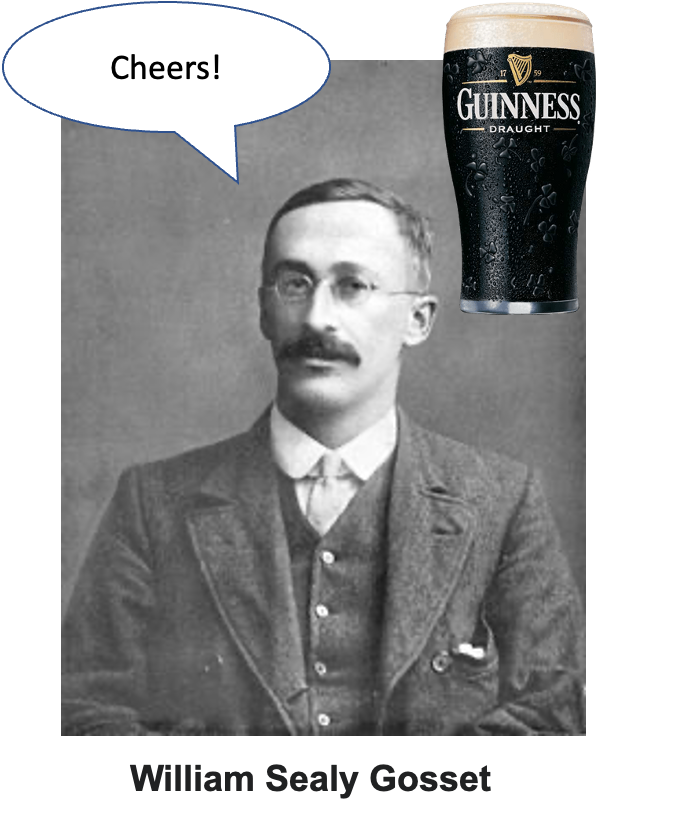 Cheers!
17 59
GUINNESS
DRAUGHT
William Sealy Gosset